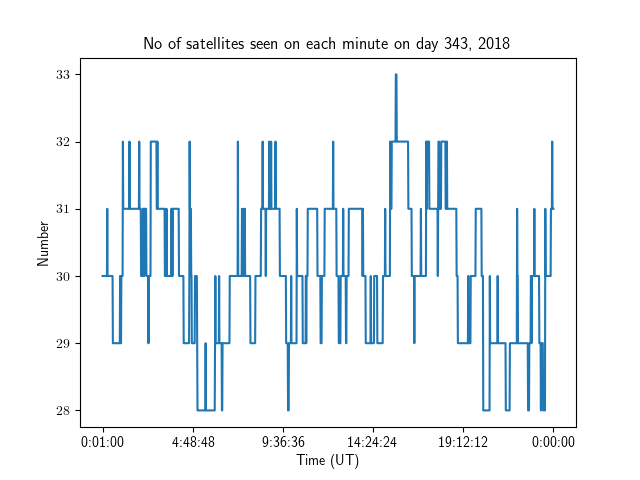 No of satellites seen on each minute on day 343, 2018
33
32
31
30
29
28
Number
0:01:00 4:48:48 9:36:36 14:24:24 19:12:12 0:00:00
Time (UT)